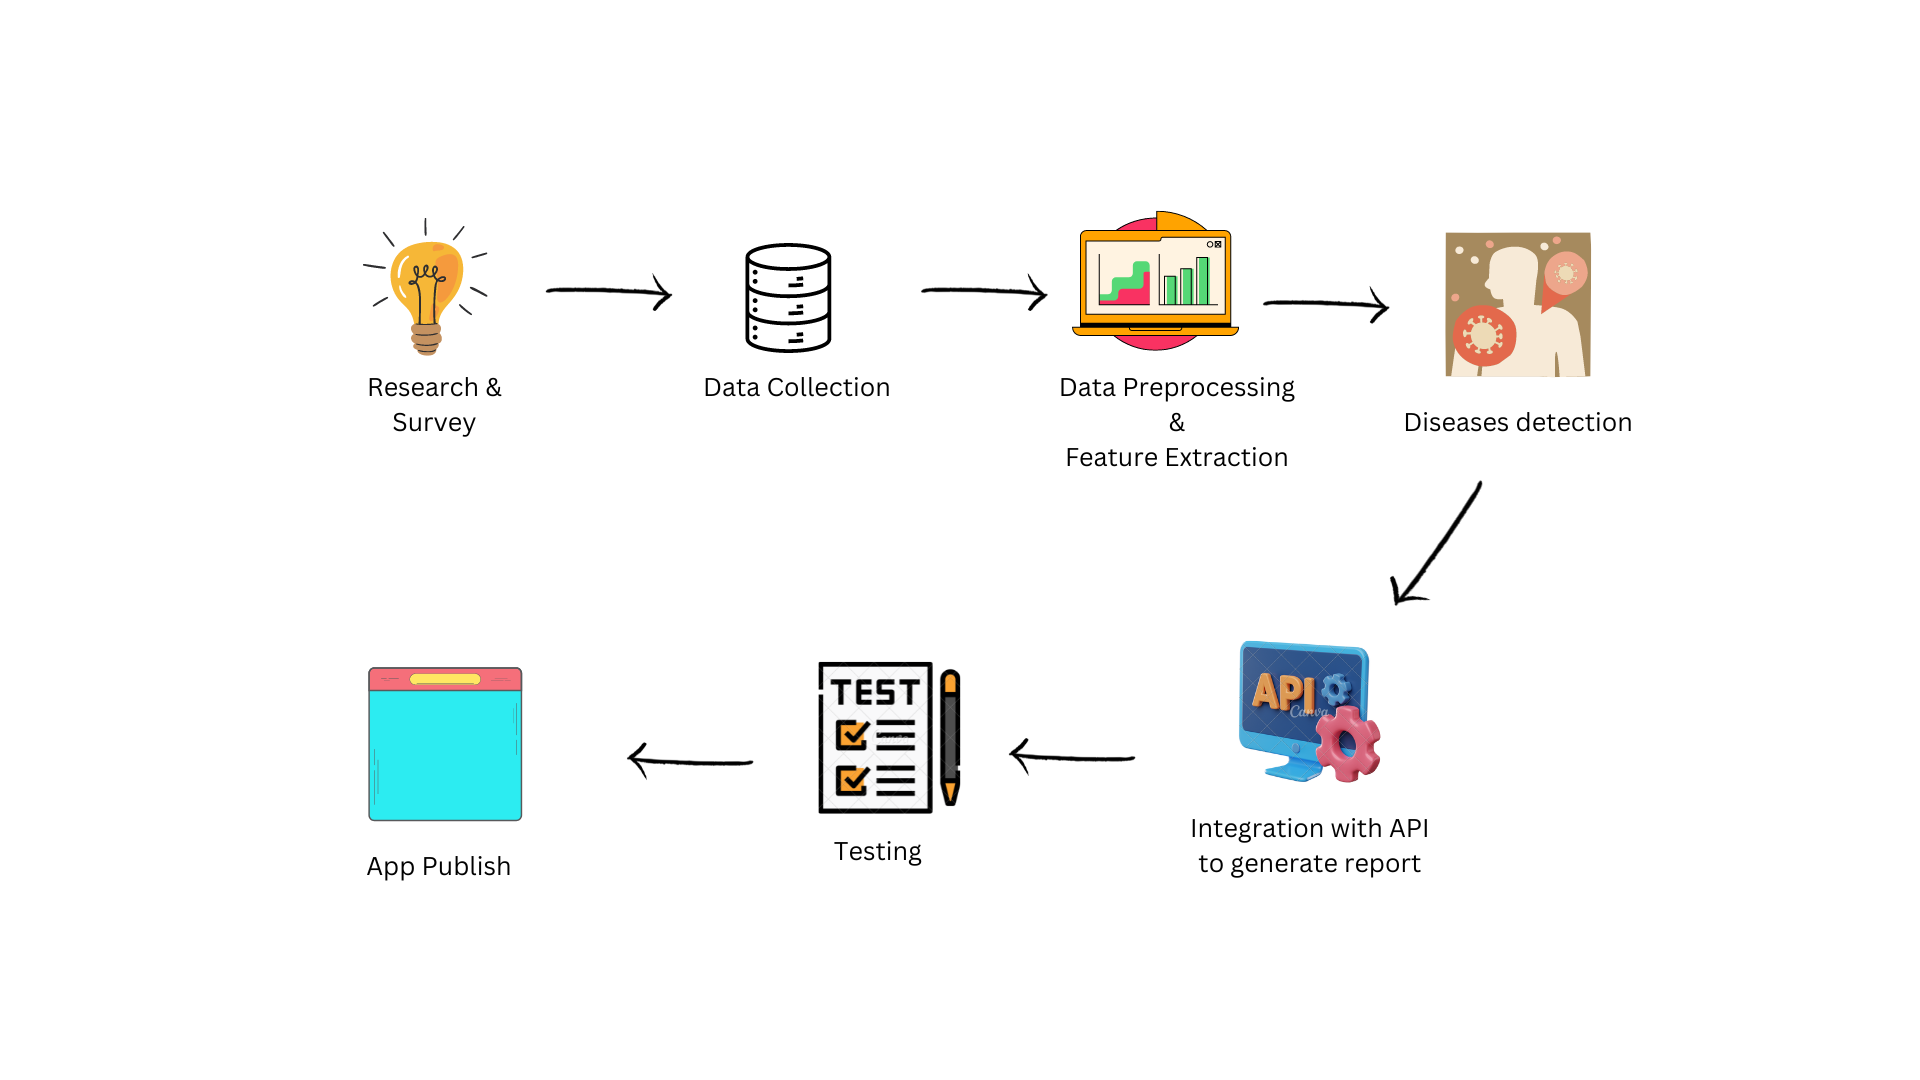 Research &
Survey
Data Collection
Data Preprocessing
&
Feature Extraction
Diseases detection
API
Canva
Integration with API
to generate report
TEST
Testing
App Publish